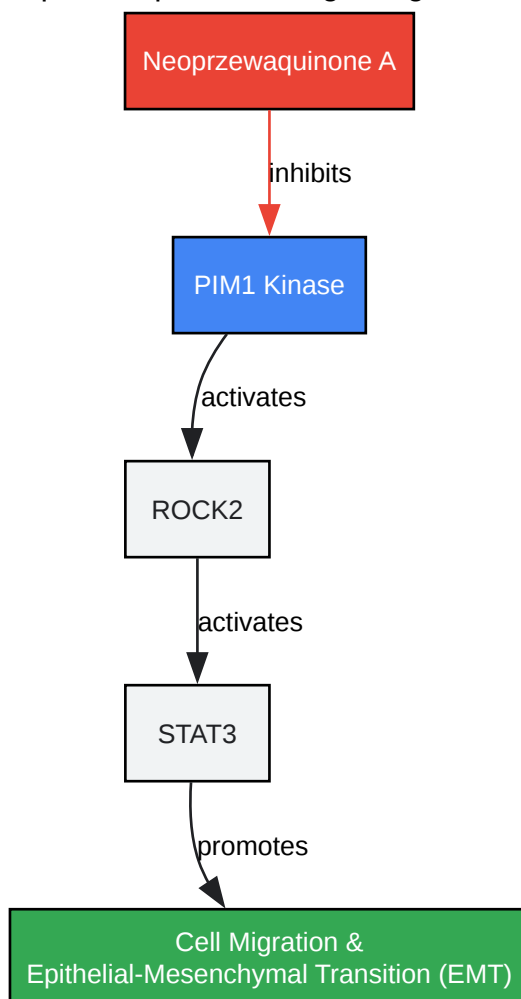 Neoprzewaquinone A
inhibits
PIM1 Kinase
activates
ROCK2
activates
STAT3
promotes
Cell Migration &
Epithelial-Mesenchymal Transition (EMT)